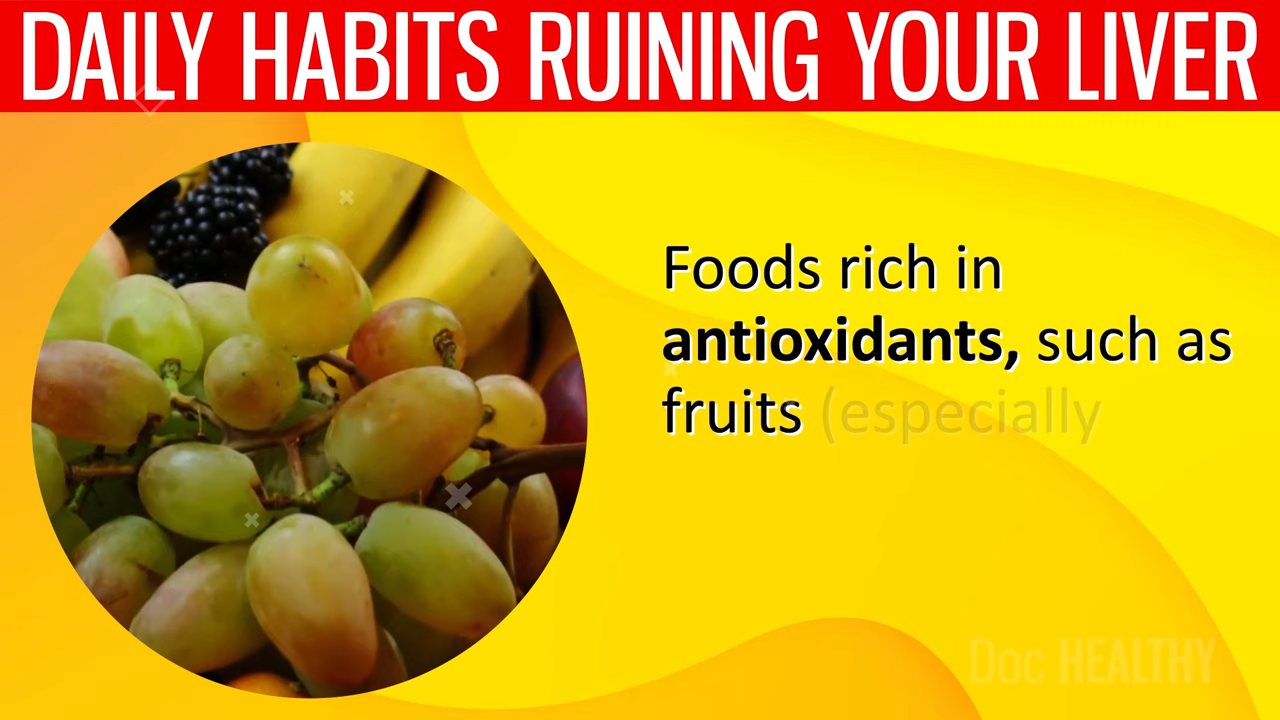 DAILY HABITS RUINING YOUR LIVER
Foods rich in
antioxidants, such as
fruits (especially
Doc HEALTHY